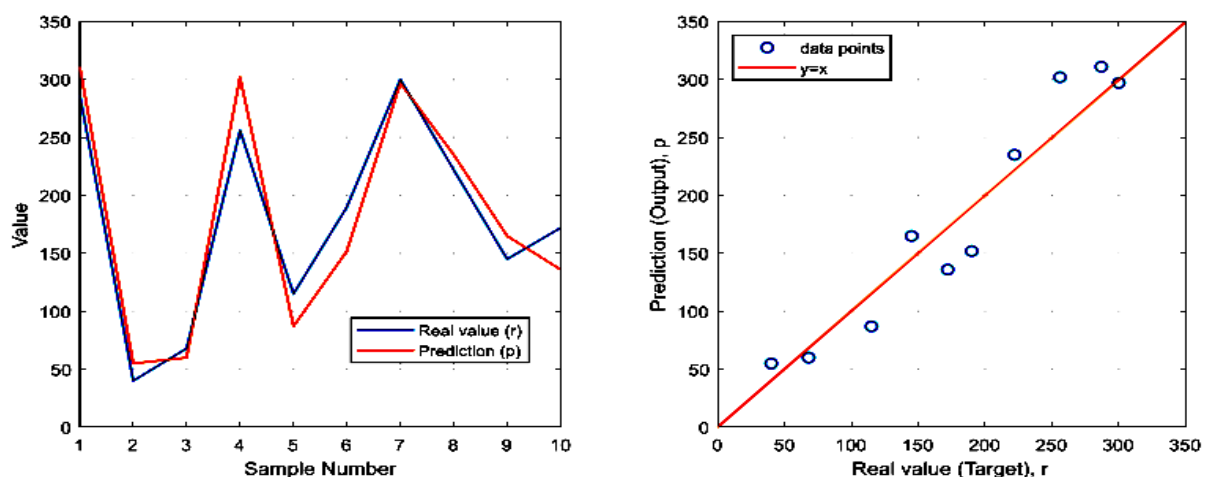 350
300
250
200
150
100
50
0
Value
Real value (r)
Prediction (p)
1 2 3 4 5 6 7 8 9 10
Sample Number
350
300
250
200
150
100
50
0
Prediction (Output), p
data points
y=x
0 50 100 150 200 250 300 350
Real value (Target), r